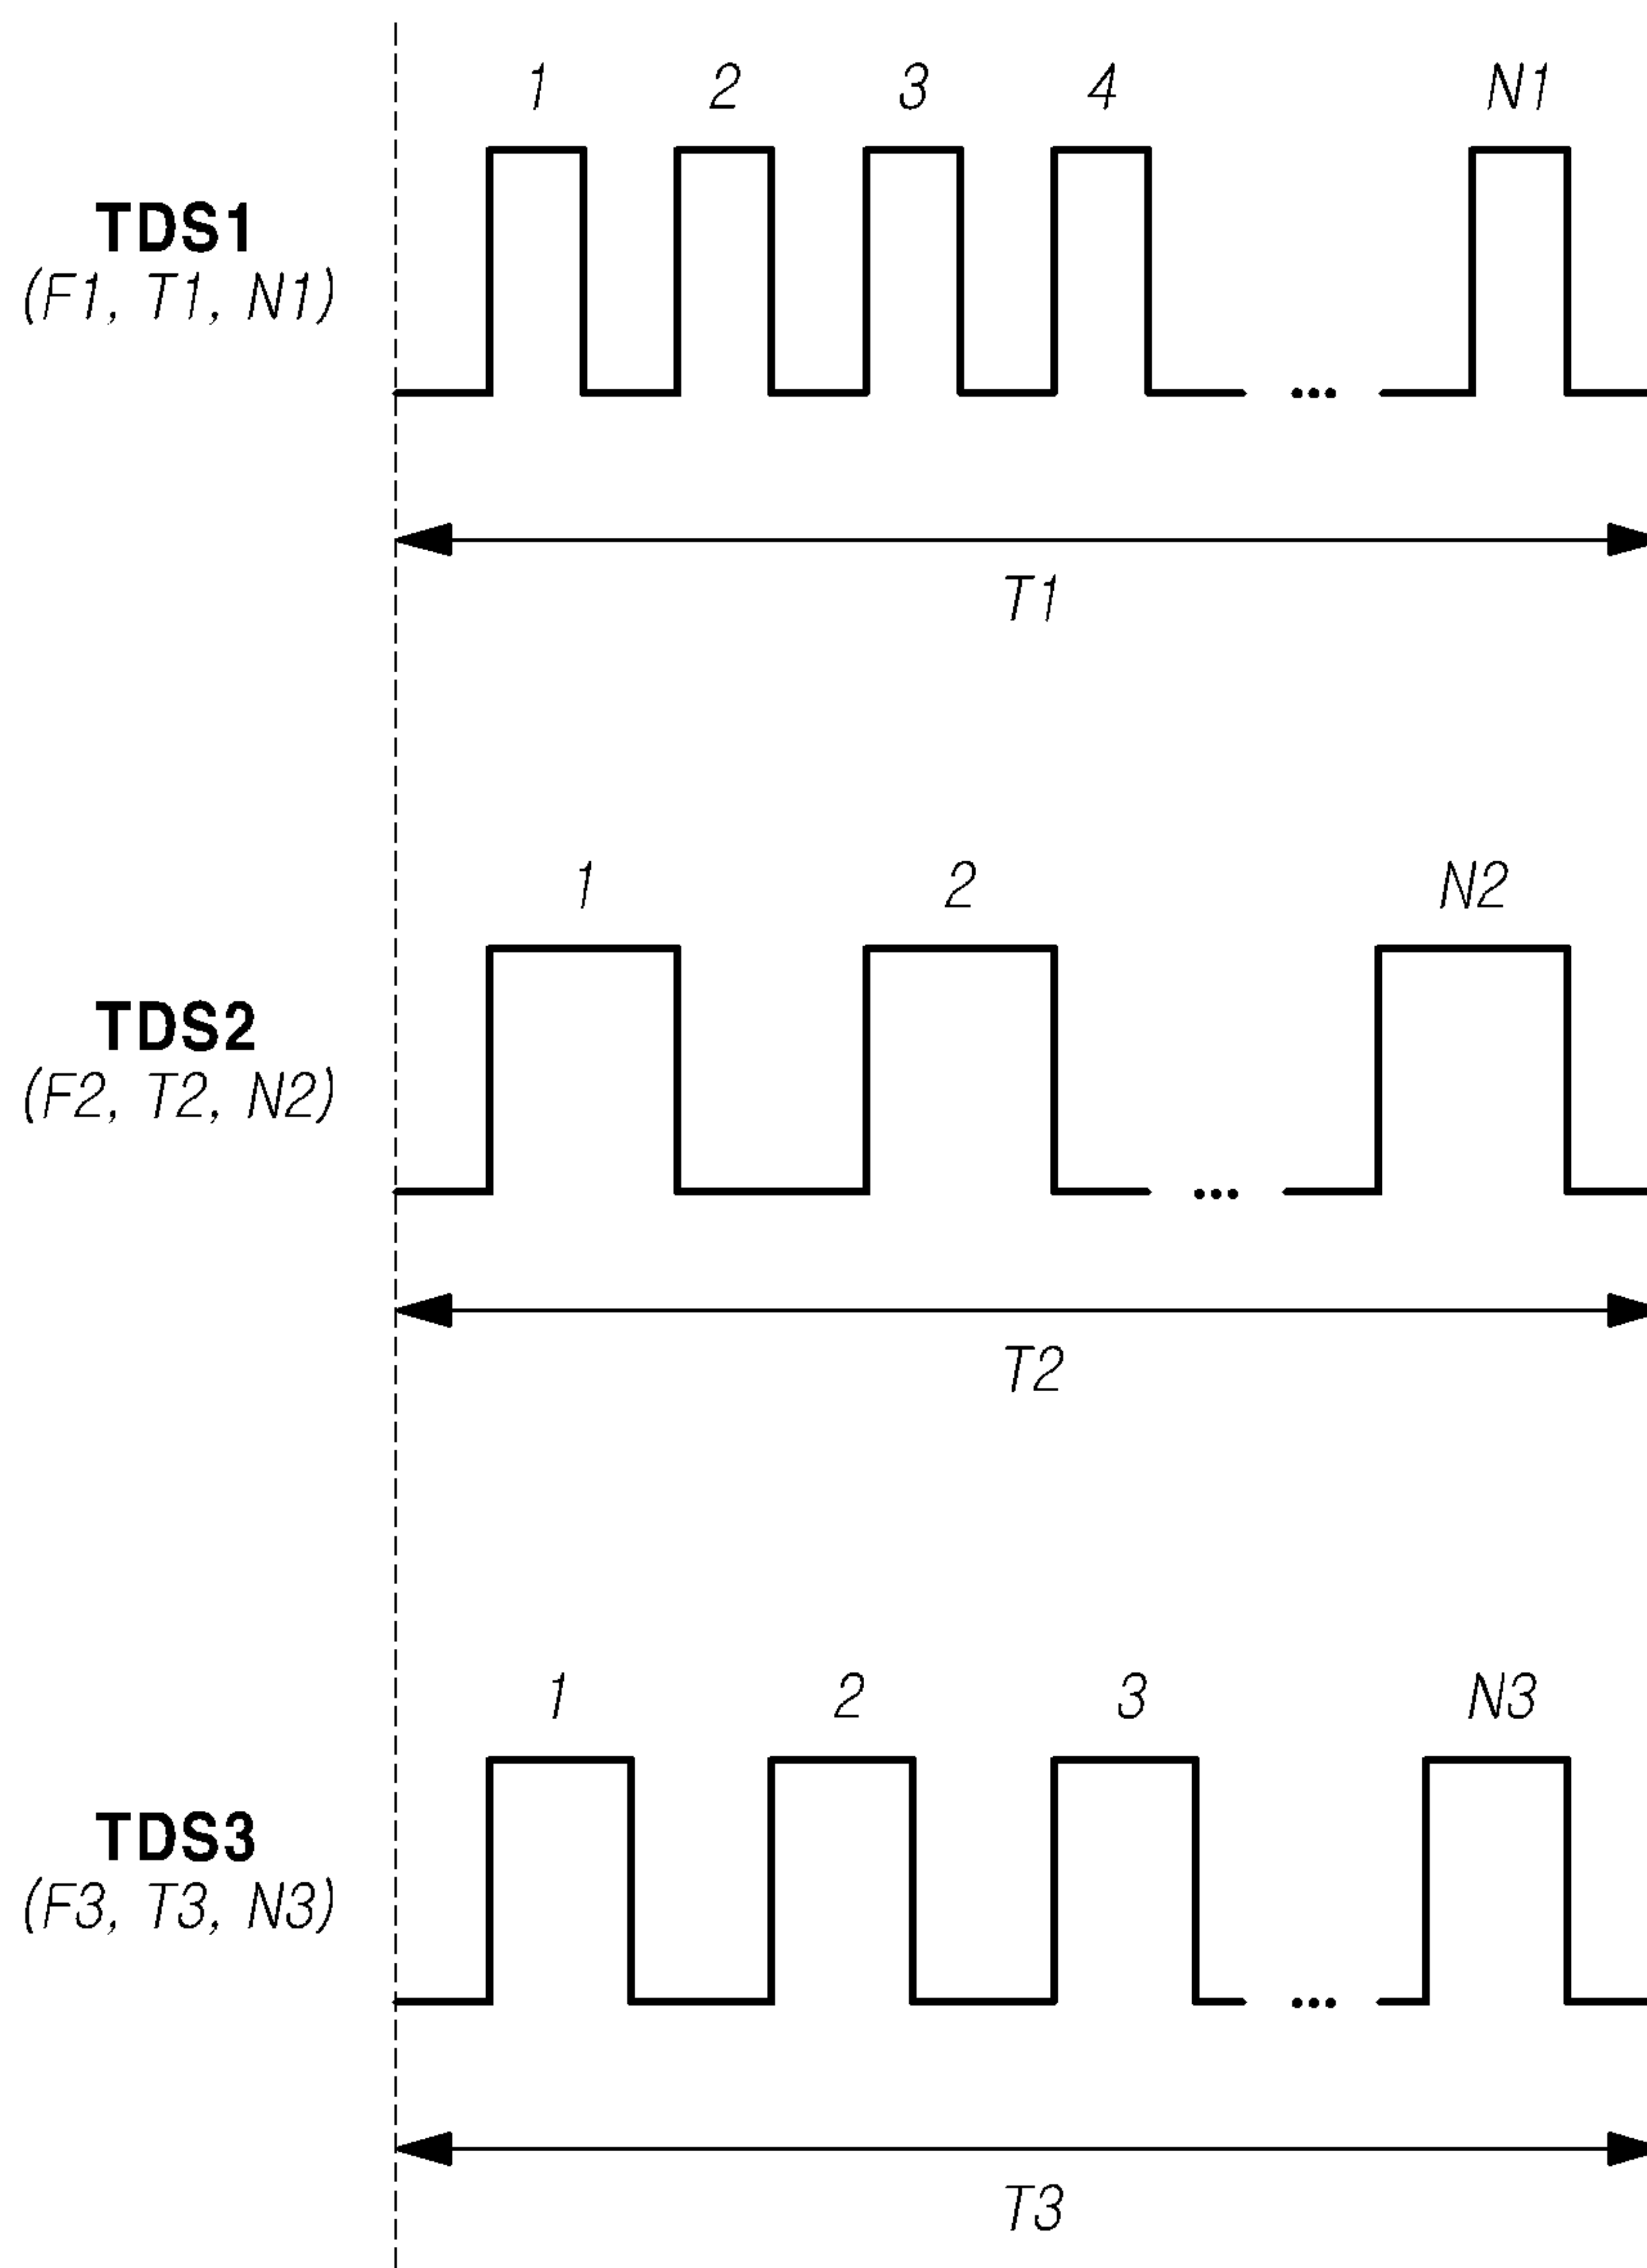 1 2 3 4 N1
TDS1
(F1, T1, N1)
...
T1
1 2 N2
TDS2
(F2, T2, N2)
...
T2
1 2 3 N3
TDS3
(F3, T3, N3)
...
T3